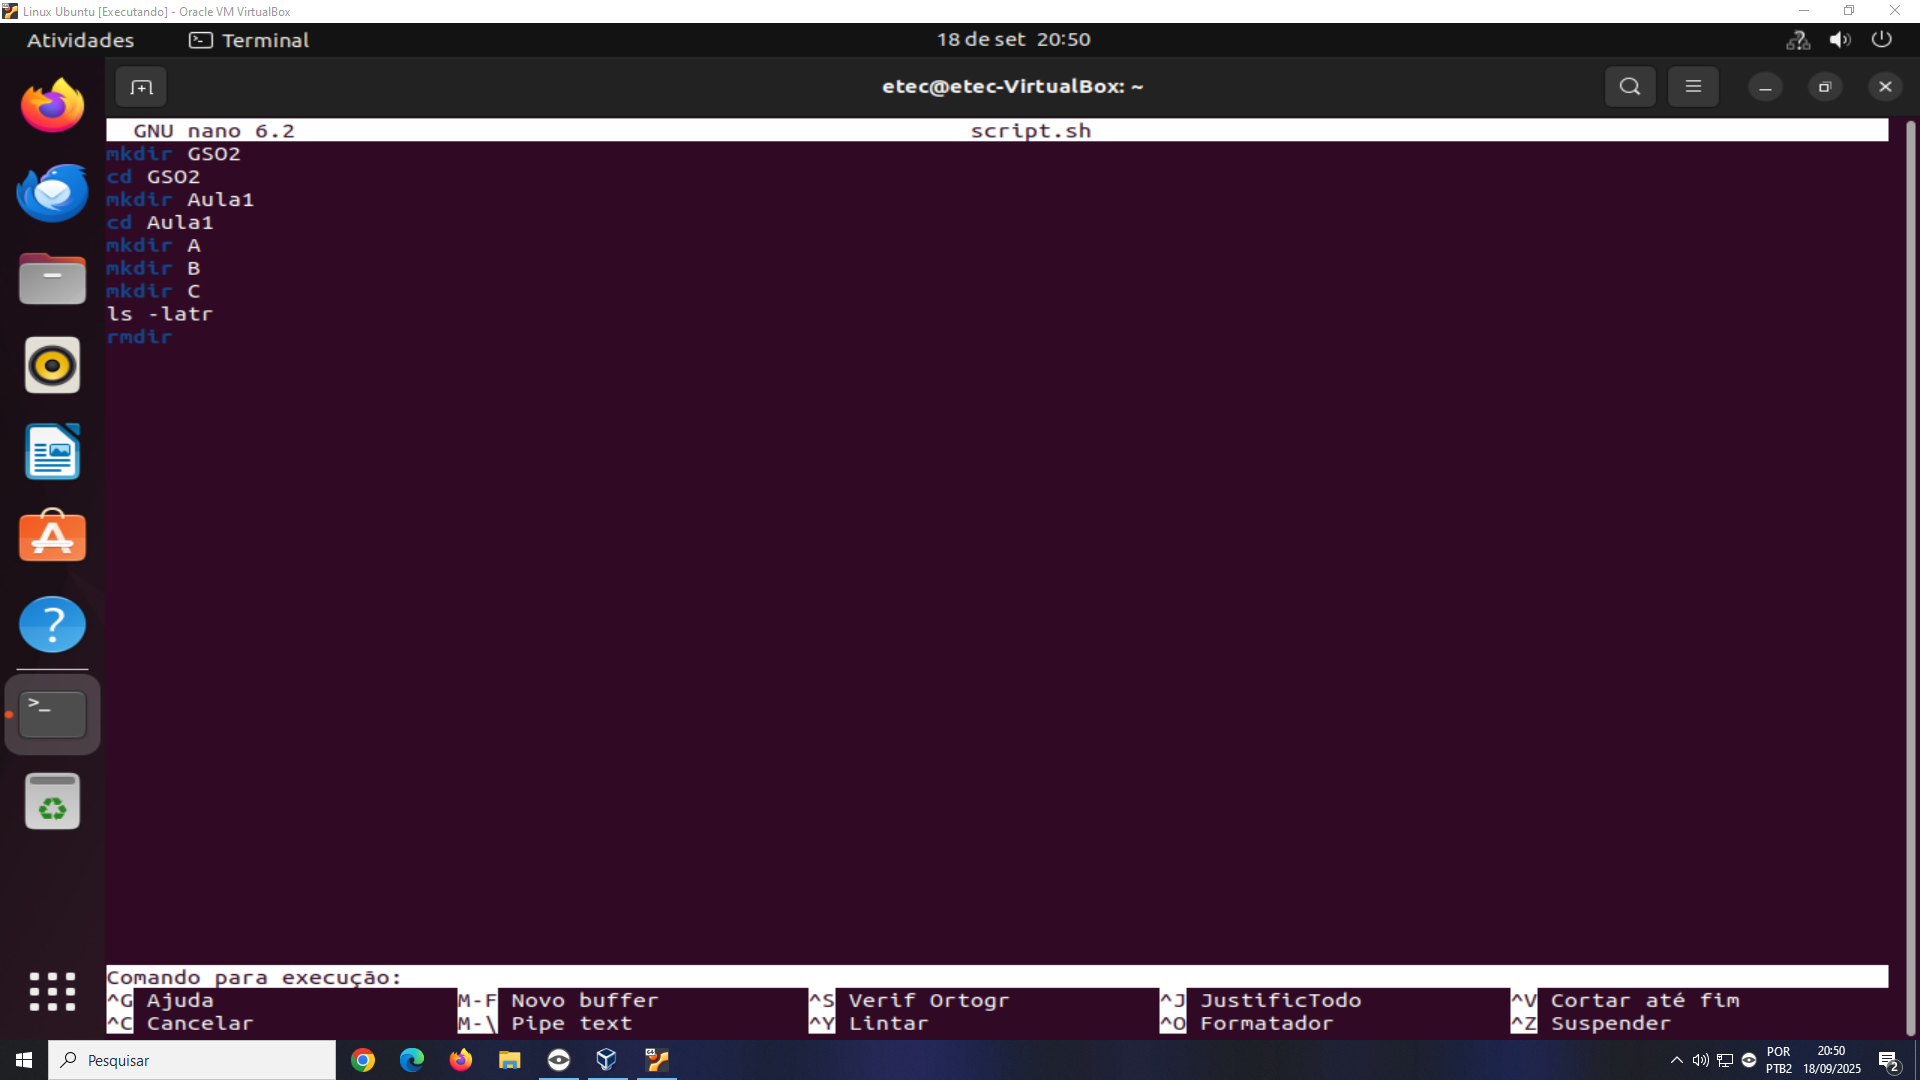 Linux Ubuntu [Executando] - Oracle VM VirtualBox
Atividades
Terminal
18 de set 20:50
etec@etec-VirtualBox: ~
GNU nano 6.2
script.sh
mkdir GSO2
cd GSO2
mkdir Aula1
cd Aula1
mkdir A
mkdir B
mkdir C
ls -latr
rmdir
Comando para execução:
^G Ajuda M-F Novo buffer ^S Verif Ortogr ^J JustificTodo ^V Cortar até fim
^C Cancelar M-\ Pipe text ^Y Lintar ^O Formatador ^Z Suspender
Pesquisar
POR
PTB2
20:50
18/09/2025
2